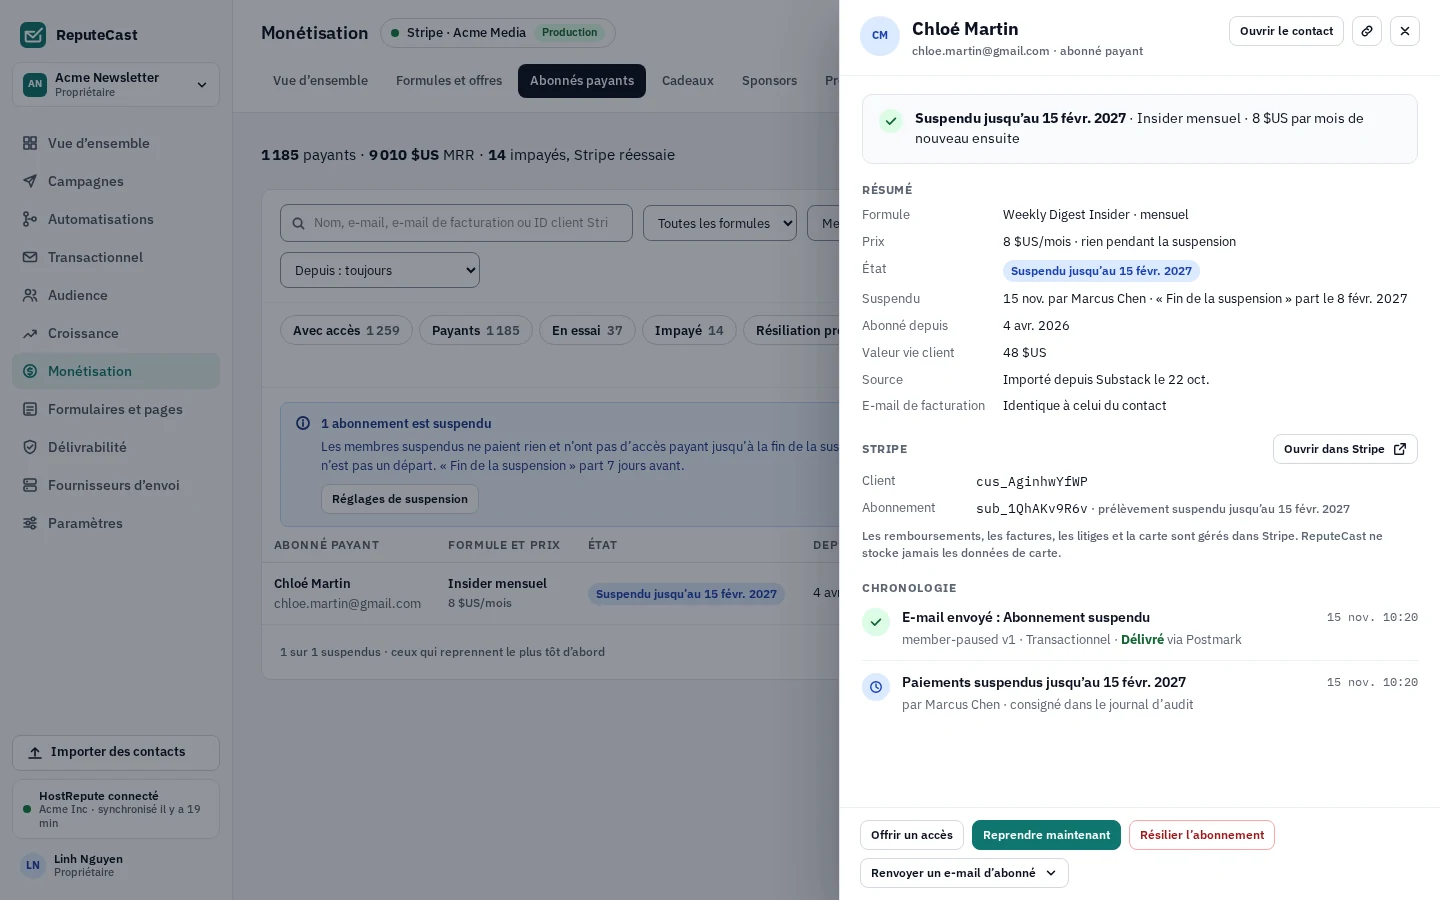 ReputeCast
AN
Acme Newsletter
Propriétaire
Vue d’ensemble
Campagnes
Automatisations
Transactionnel
Audience
Croissance
Monétisation
Formulaires et pages
Délivrabilité
Fournisseurs d’envoi
Paramètres
Importer des contacts
HostRepute connecté
Acme Inc · synchronisé il y a 19
min
LN
Linh Nguyen
Propriétaire
Monétisation
Stripe · Acme Media
Production
Vue d’ensemble
Formules et offres
Abonnés payants
Cadeaux
Sponsors
1 185 payants · 9 010 $US MRR · 14 impayés, Stripe réessaie
Nom, e-mail, e-mail de facturation ou ID client Stri
Toutes les formules
Depuis : toujours
Avec accès 1 259
Payants 1 185
En essai 37
Impayé 14
1 abonnement est suspendu
Les membres suspendus ne paient rien et n’ont pas d’accès payant jusqu’à la fin de la
n’est pas un départ. « Fin de la suspension » part 7 jours avant.
Réglages de suspension
ABONNÉ PAYANT
FORMULE ET PRIX
ÉTAT
Chloé Martin
chloe.martin@gmail.com
Insider mensuel
8 $US/mois
Suspendu jusqu’au 15 févr. 2027
1 sur 1 suspendus · ceux qui reprennent le plus tôt d’abord
CM
Chloé Martin
chloe.martin@gmail.com · abonné payant
Ouvrir le contact
Suspendu jusqu’au 15 févr. 2027 · Insider mensuel · 8 $US par mois de
nouveau ensuite
RÉSUMÉ
Formule
Weekly Digest Insider · mensuel
Prix
8 $US/mois · rien pendant la suspension
État
Suspendu jusqu’au 15 févr. 2027
Suspendu
15 nov. par Marcus Chen · « Fin de la suspension » part le 8 févr. 2027
Abonné depuis
4 avr. 2026
Valeur vie client
48 $US
Source
Importé depuis Substack le 22 oct.
E-mail de facturation
Identique à celui du contact
STRIPE
Ouvrir dans Stripe
Client
cus_AginhwYfWP
Abonnement
sub_1QhAKv9R6v · prélèvement suspendu jusqu’au 15 févr. 2027
Les remboursements, les factures, les litiges et la carte sont gérés dans Stripe. ReputeCast ne
stocke jamais les données de carte.
CHRONOLOGIE
E-mail envoyé : Abonnement suspendu
15 nov. 10:20
member-paused v1 · Transactionnel · Délivré via Postmark
Paiements suspendus jusqu’au 15 févr. 2027
15 nov. 10:20
par Marcus Chen · consigné dans le journal d’audit
Offrir un accès
Reprendre maintenant
Résilier l’abonnement
Renvoyer un e-mail d’abonné